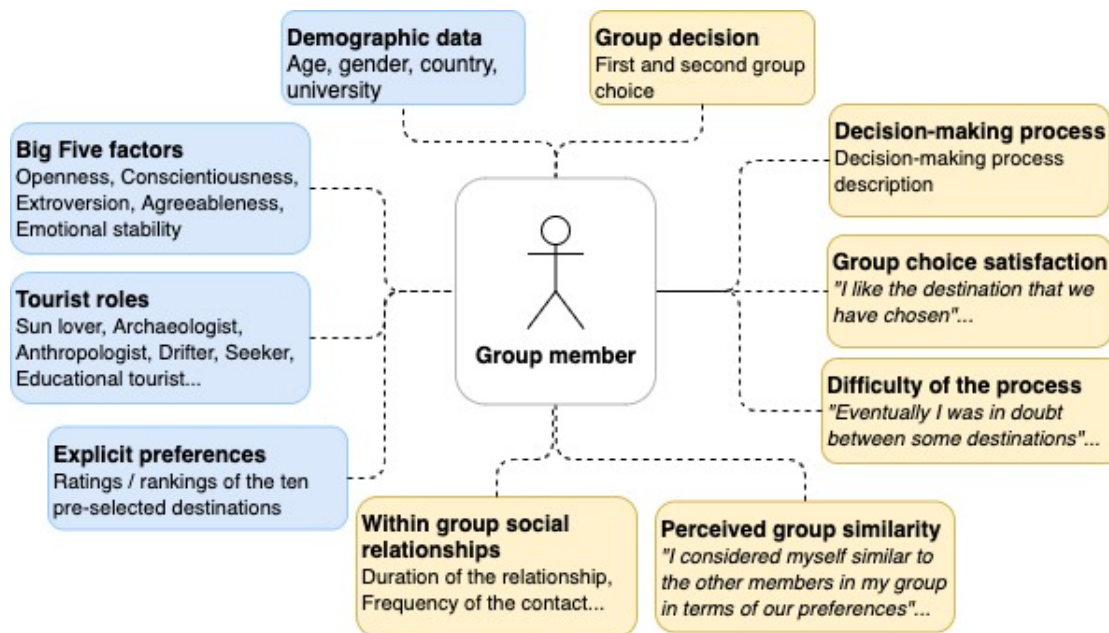 Demographic data
Age, gender, country,
university
Group decision
First and second group
choice
Big Five factors
Openness, Conscientiousness,
Extroversion, Agreeableness,
Emotional stability
Decision-making process
Decision-making process
description
Tourist roles
Sun lover, Archaeologist,
Anthropologist, Drifter, Seeker,
Educational tourist...
Group member
Group choice satisfaction
"I like the destination that we
have chosen"...
Explicit preferences
Ratings / rankings of the ten
pre-selected destinations
Difficulty of the process
"Eventually I was in doubt
between some destinations"...
Within group social
relationships
Duration of the relationship,
Frequency of the contact...
Perceived group similarity
"I considered myself similar to
the other members in my group
in terms of our preferences"...